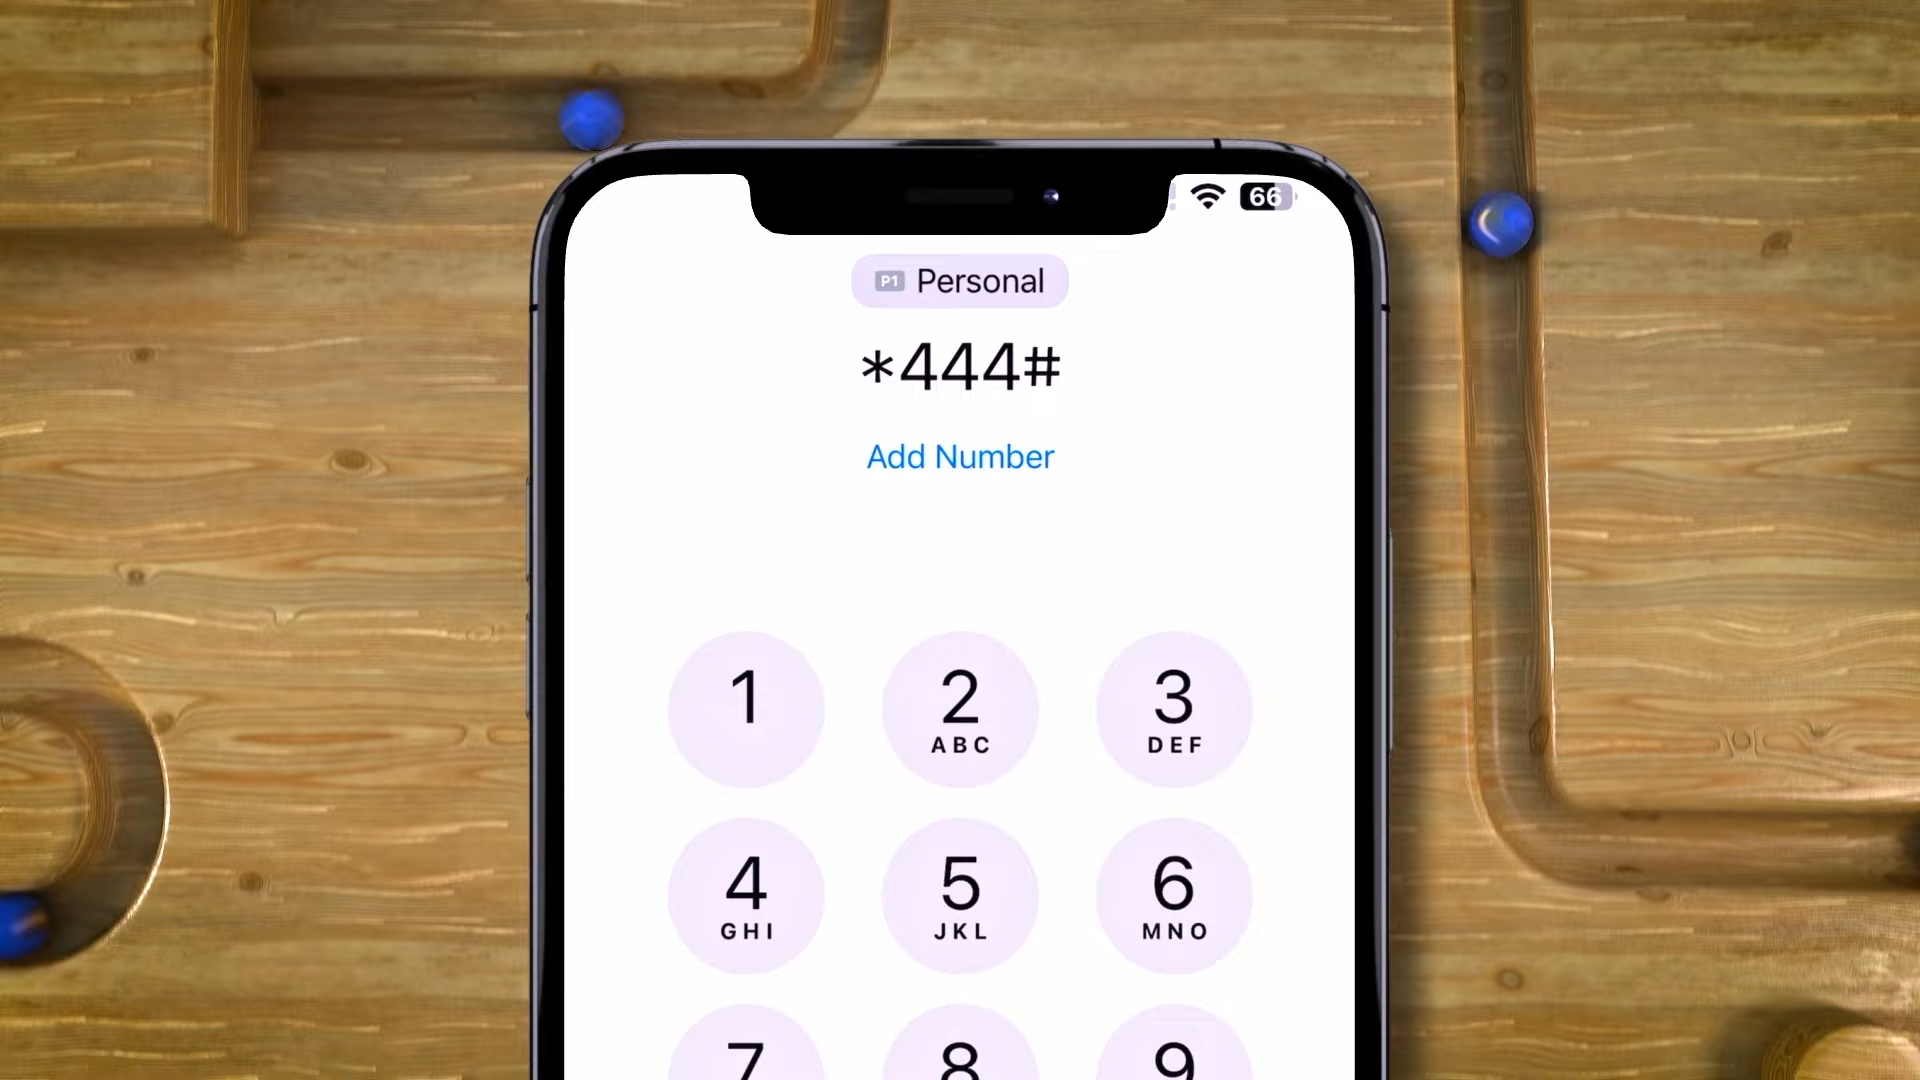 66
P1 Personal
*444#
Add Number
1 2 3
ABC DEF
4 5 6
GHI JKL MNO
7 8 9